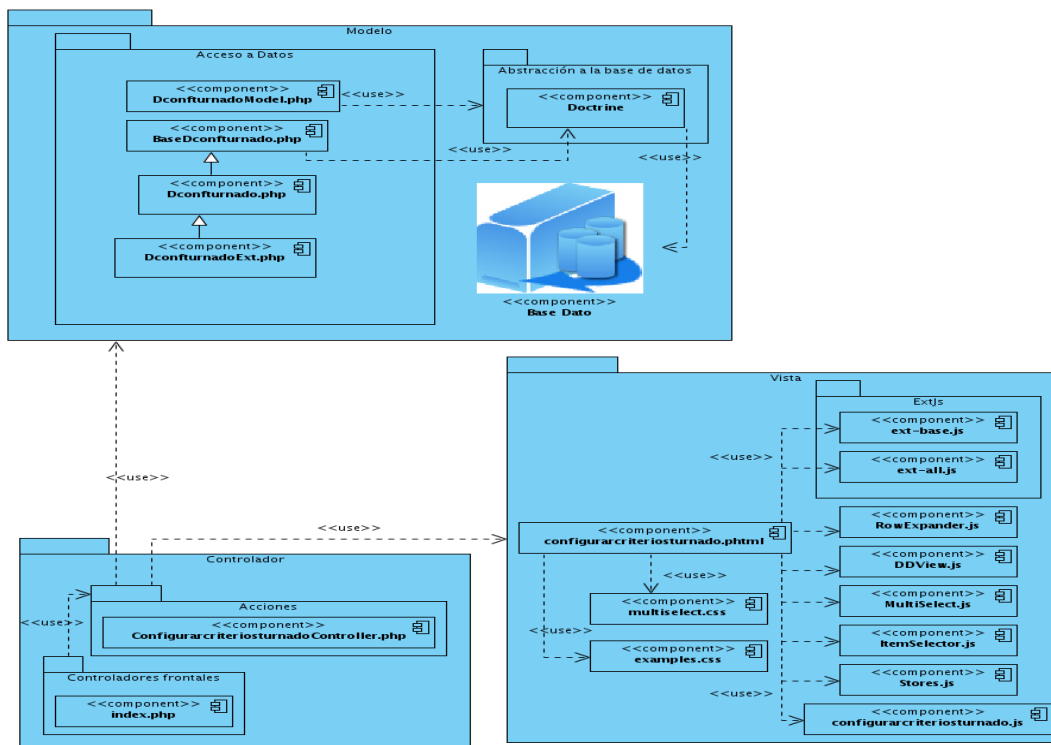 Modelo
Acceso a Datos
<<component>>
DconfturnadoModel.php
<<use>>
Abstracción a la base de datos
<<component>>
Doctrine
<<component>>
BaseDconfturnado.php
<<use>>
<<use>>
<<component>>
Dconfturnado.php
<<component>>
DconfturnadoExt.php
<<component>>
Base Dato
<<use>>
Vista
ExtJs
<<component>>
ext-base.js
<<use>>
<<component>>
ext-all.js
<<component>>
RowExpander.js
<<component>>
configurarcriteriosturnado.phtml
<<use>>
<<component>>
DDView.js
<<use>>
<<component>>
multiselect.css
<<component>>
MultiSelect.js
<<use>>
<<component>>
examples.css
<<component>>
ItemSelector.js
<<component>>
Stores.js
<<use>>
<<component>>
configurarcriteriosturnado.js
Controlador
Acciones
<<component>>
ConfigurarcriteriosturnadoController.php
<<use>>
Controladores frontales
<<component>>
index.php